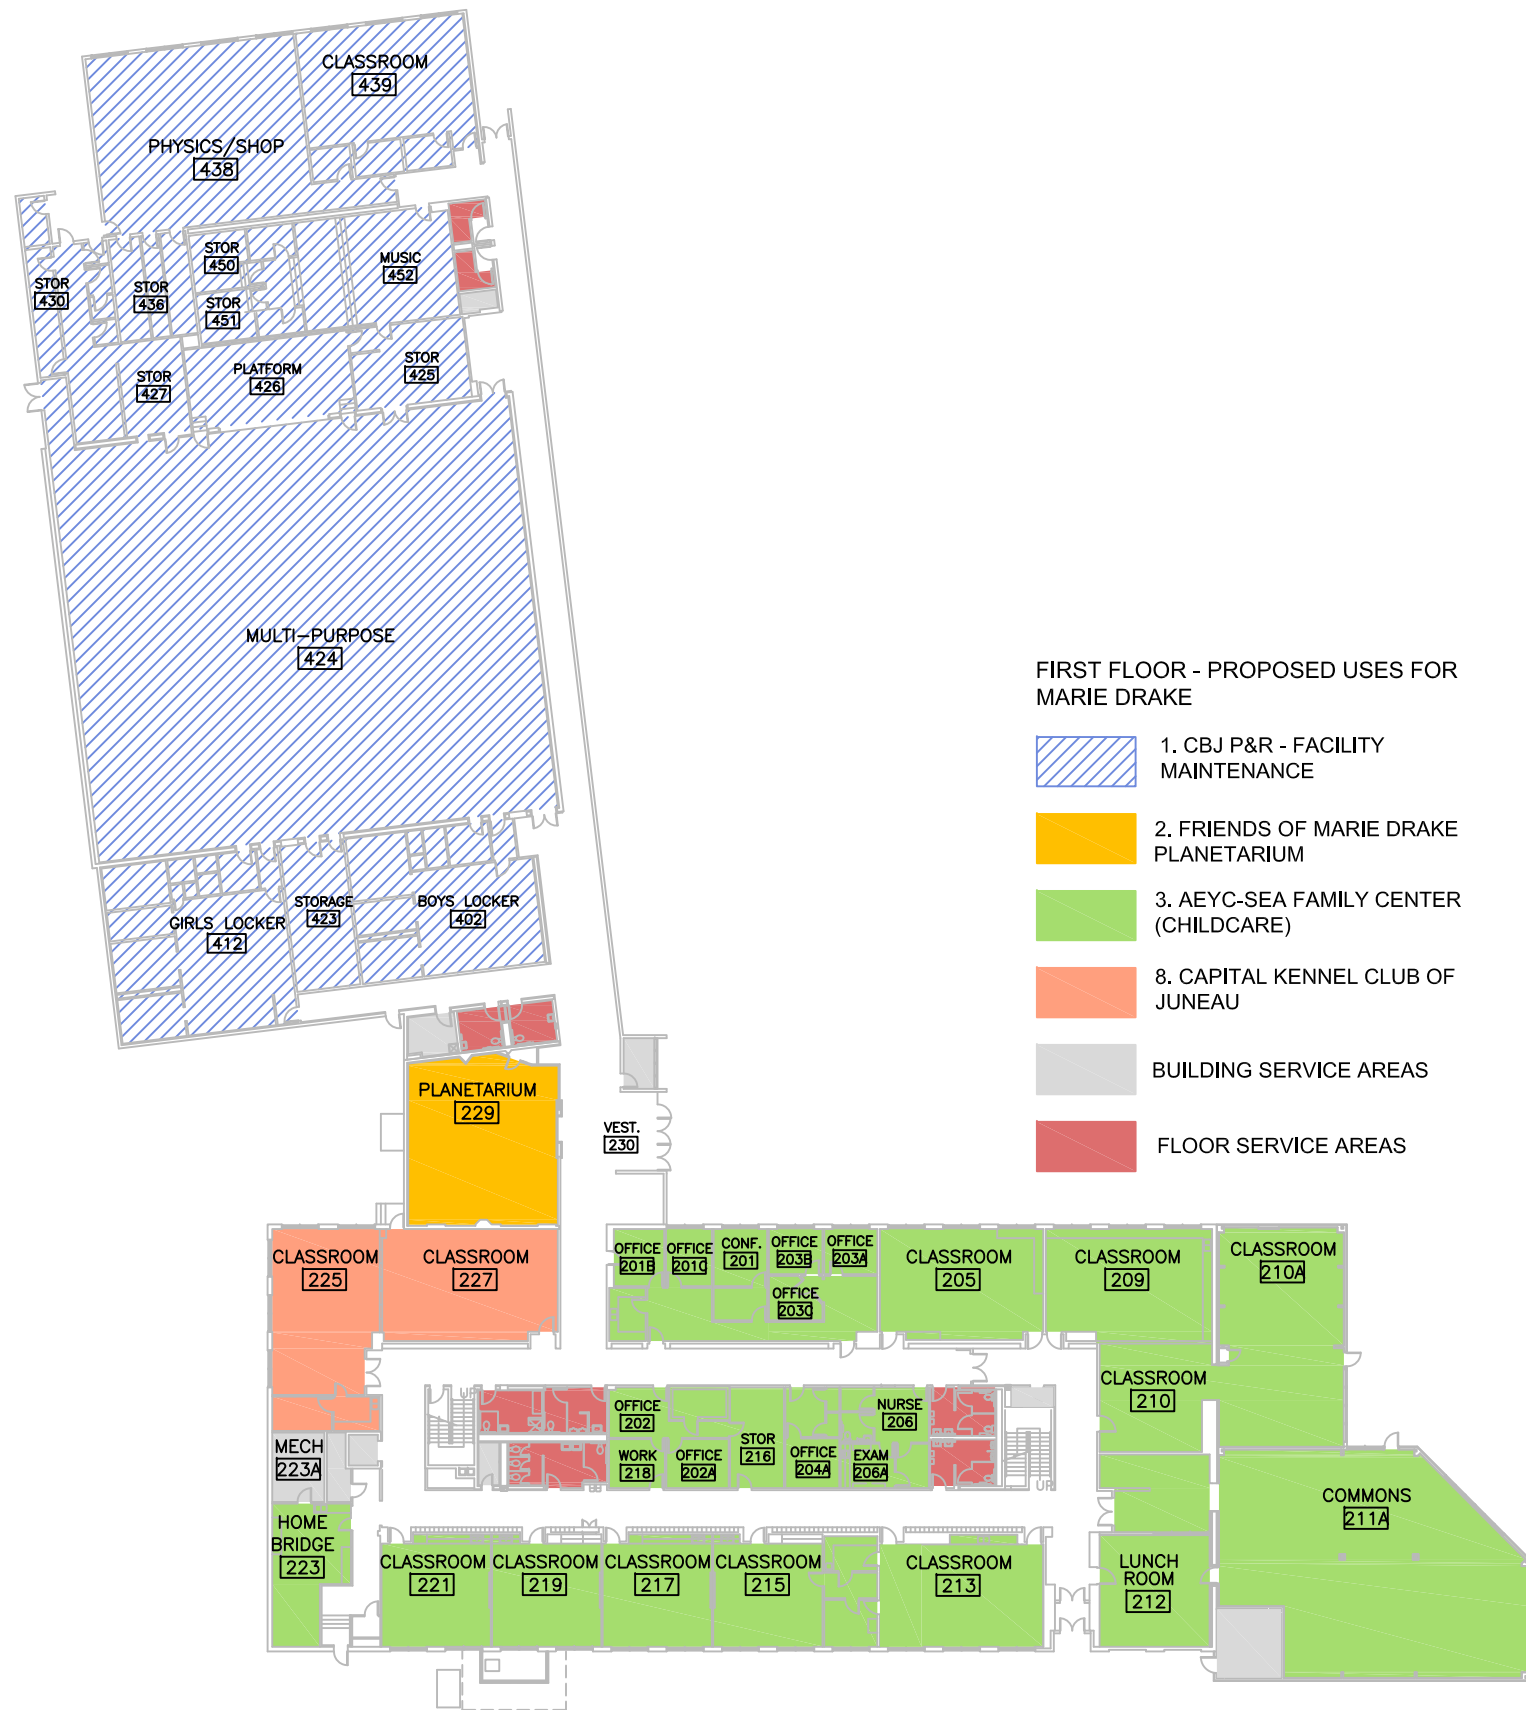 CLASSROOM
439
PHYSICS/SHOP
438
STOR
450
MUSIC
452
STOR
430
STOR
436
STOR
451
STOR
425
PLATFORM
426
STOR
427
MULTI-PURPOSE
424
FIRST FLOOR - PROPOSED USES FOR
MARIE DRAKE
1. CBJ P&R - FACILITY
MAINTENANCE
2. FRIENDS OF MARIE DRAKE
PLANETARIUM
3. AEYC-SEA FAMILY CENTER
(CHILDCARE)
8. CAPITAL KENNEL CLUB OF
JUNEAU
BUILDING SERVICE AREAS
FLOOR SERVICE AREAS
GIRLS LOCKER
412
STORAGE
423
BOYS LOCKER
402
PLANETARIUM
229
VEST.
230
CLASSROOM
225
CLASSROOM
227
OFFICE
201B
OFFICE
201C
CONF.
201
OFFICE
203B
OFFICE
203A
OFFICE
203C
CLASSROOM
205
CLASSROOM
209
CLASSROOM
210A
CLASSROOM
210
UP
OFFICE
202
NURSE
206
WORK
218
OFFICE
202A
STOR
216
OFFICE
204A
EXAM
206A
UP
MECH
223A
COMMONS
211A
HOME
BRIDGE
223
CLASSROOM
221
CLASSROOM
219
CLASSROOM
217
CLASSROOM
215
CLASSROOM
213
LUNCH
ROOM
212